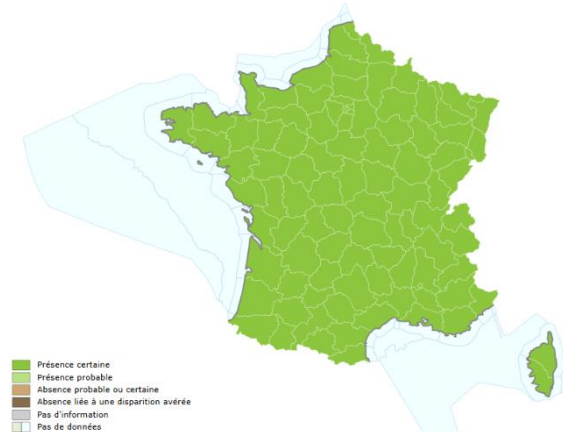 Présence certaine
Présence probable
Absence probable ou certaine
Absence liée à une disparition avérée
Pas d'information
Pas de données